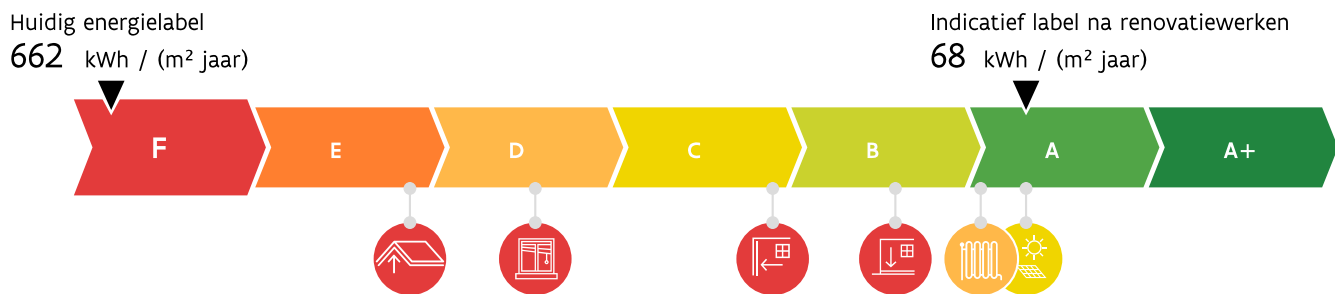 Huidig energielabel
662 kWh / (m² jaar)
Indicatief label na renovatiewerken
68 kWh / (m² jaar)
F
E
D
C
B
A
A+